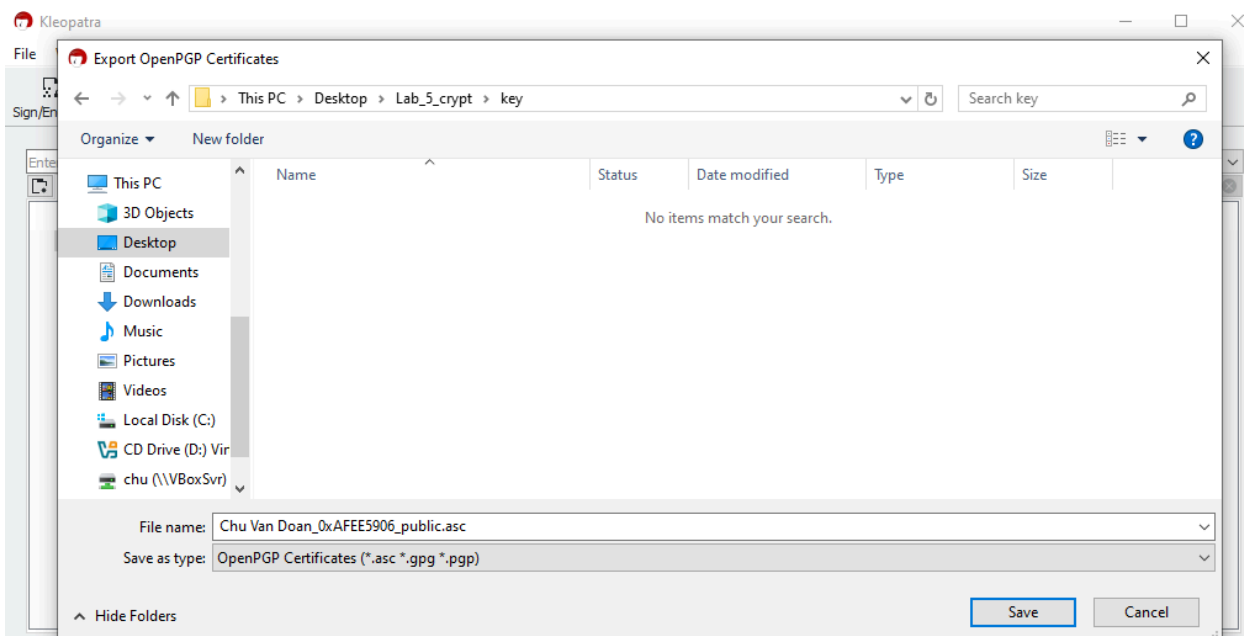 Kleopatra
File
Export OpenPGP Certificates
Sign/En
This PC > Desktop > Lab_5_crypt > key
Search key
Organize
New folder
Ente
Name Status Date modified Type Size
No items match your search.
This PC
3D Objects
Desktop
Documents
Downloads
Music
Pictures
Videos
Local Disk (C:)
CD Drive (D:) Vir
chu (\\VBoxSvr)
File name: Chu Van Doan_0xAFEE5906_public.asc
Save as type: OpenPGP Certificates (*.asc *.gpg *.pgp)
Hide Folders
Save
Cancel